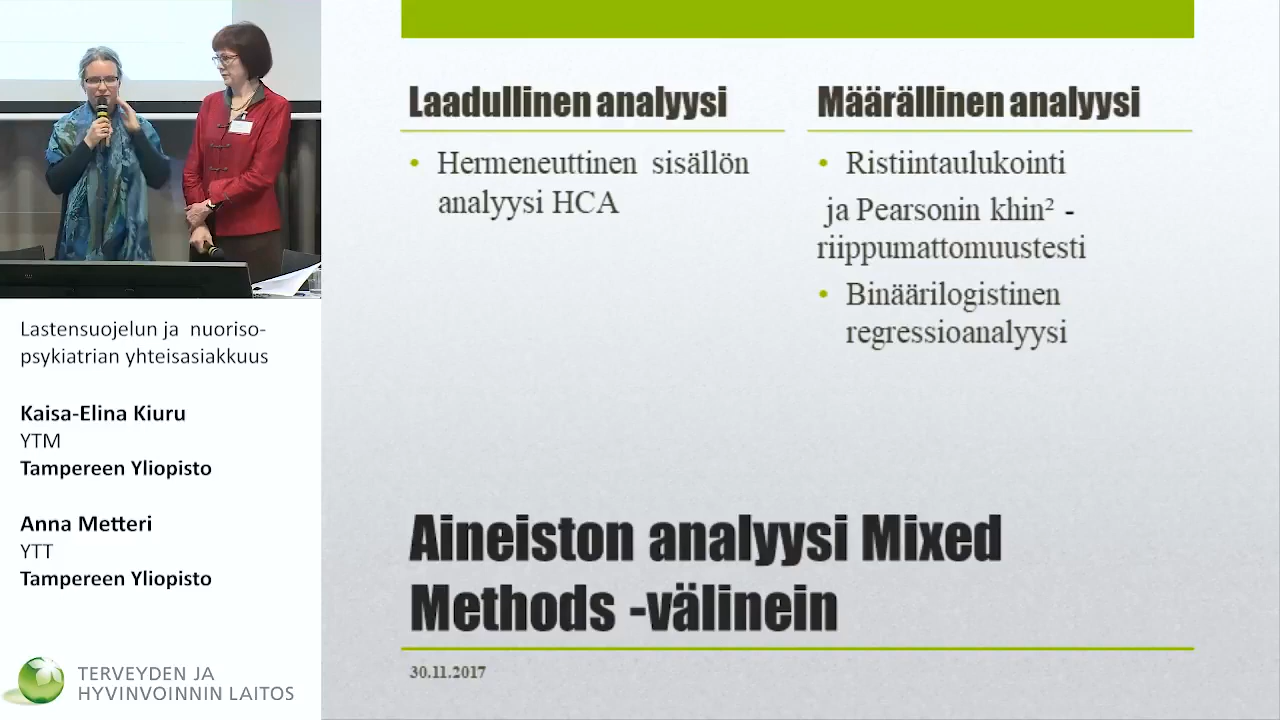 Laadullinen analyysi
Hermeneuttinen sisällön
analyysi HCA
Määrällinen analyysi
Ristiintaulukointi
ja Pearsonin khin² -
riippumattomuustesti
Binäärilogistinen
regressioanalyysi
Aineiston analyysi Mixed
Methods -välinein
30.11.2017
Lastensuojelun ja nuoriso-
psykiatrian yhteisasiakkuus
Kaisa-Elina Kiuru
YTM
Tampereen Yliopisto
Anna Metteri
YTT
Tampereen Yliopisto
TERVEYDEN JA
HYVINVOINNIN LAITOS